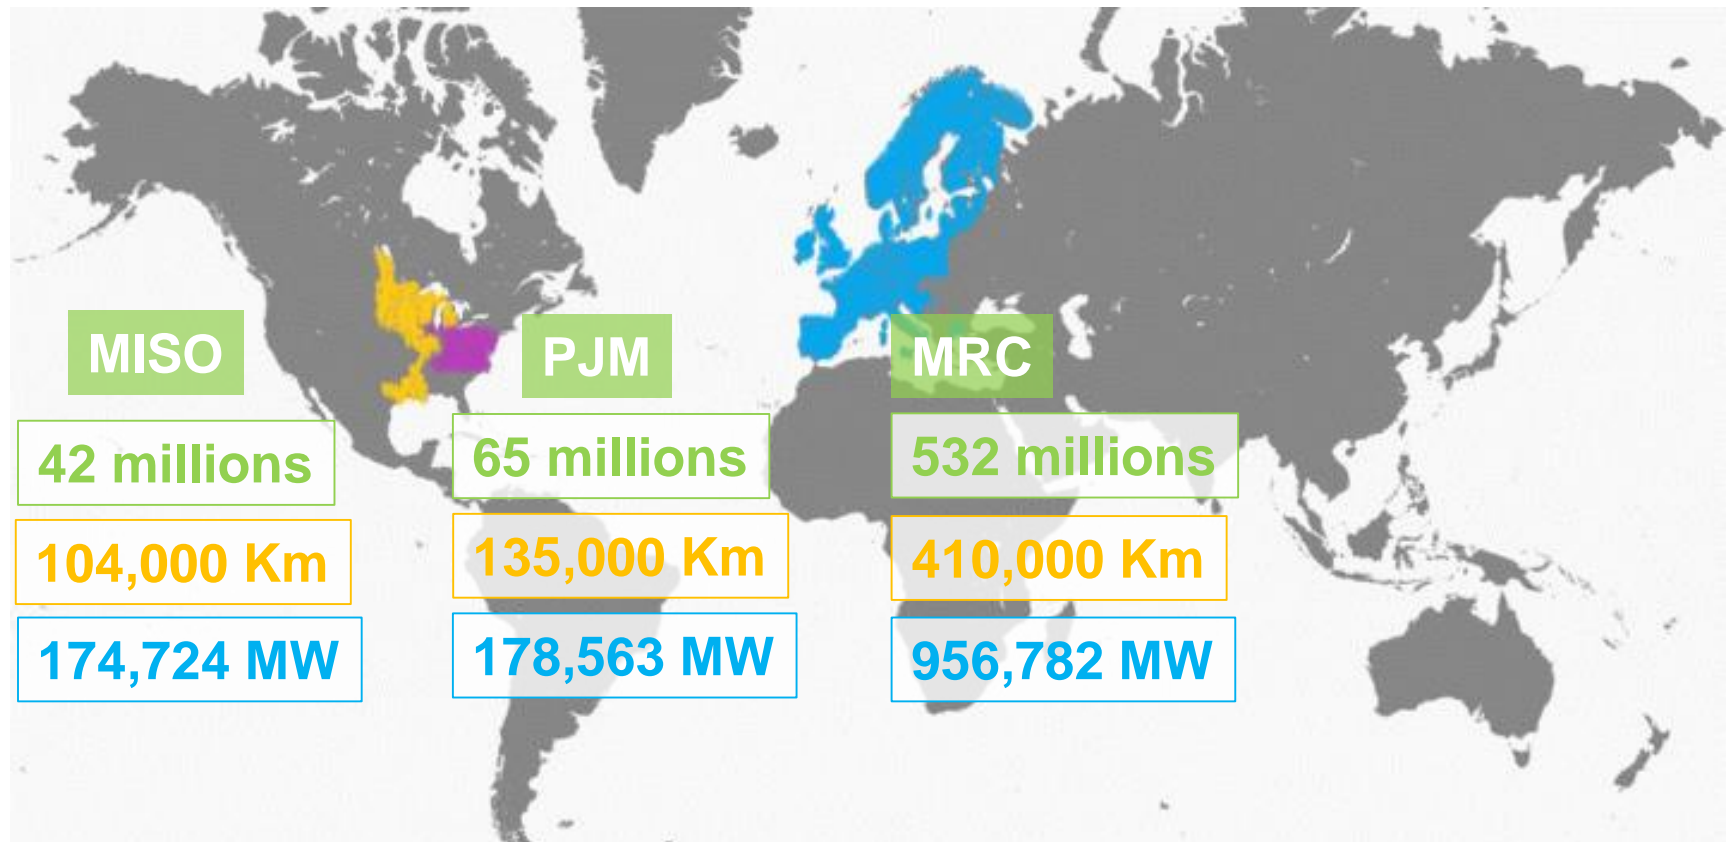 MISO
42 millions
104,000 Km
174,724 MW
PJM
65 millions
135,000 Km
178,563 MW
MRC
532 millions
410,000 Km
956,782 MW